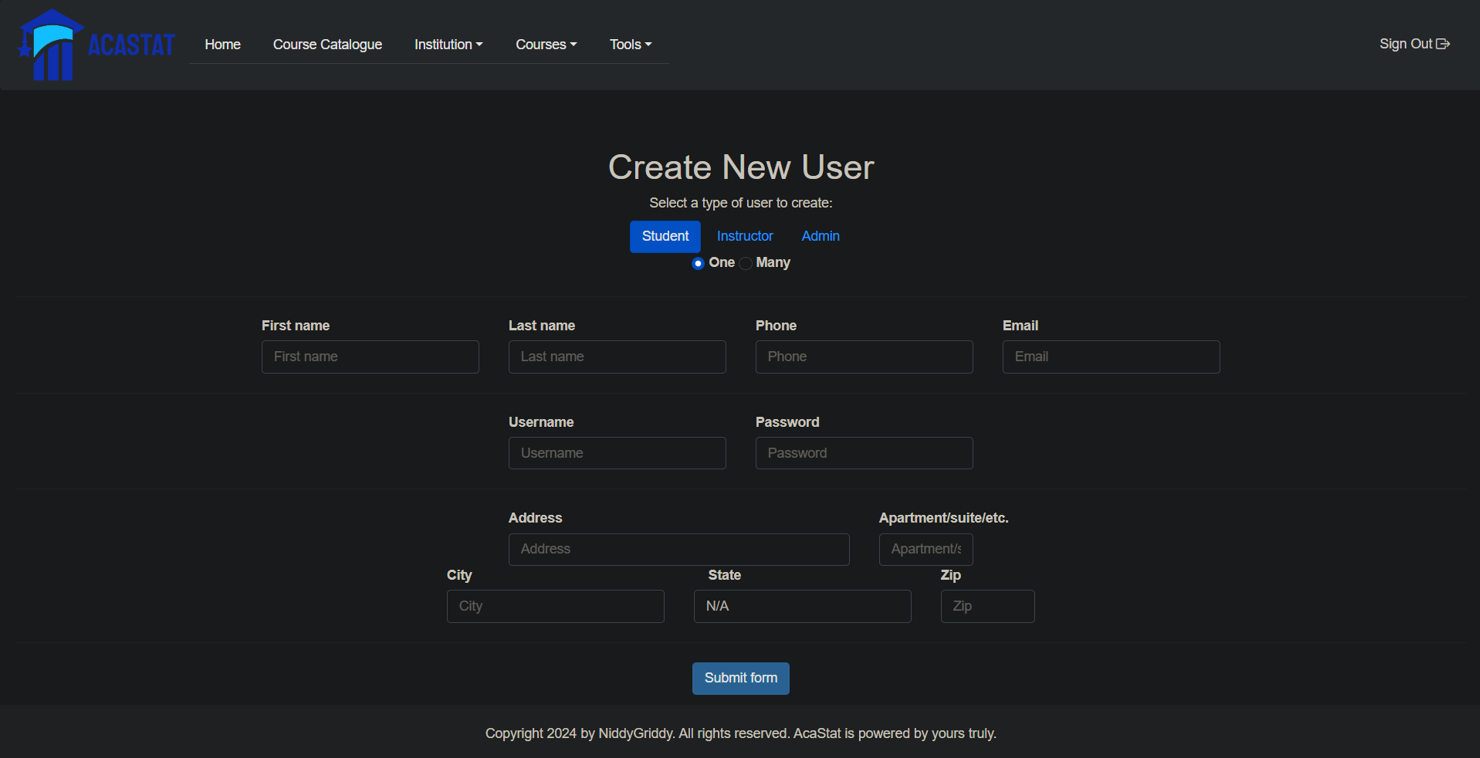 ACASTAT
Home Course Catalogue Institution Courses Tools Sign Out
Create New User
Select a type of user to create:
Student Instructor Admin
One Many
First name Last name Phone Email
First name Last name Phone Email
Username Password
Username Password
Address Apartment/suite/etc.
Address Apartment/s
City State Zip
City N/A Zip
Submit form
Copyright 2024 by NiddyGriddy. All rights reserved. AcaStat is powered by yours truly.